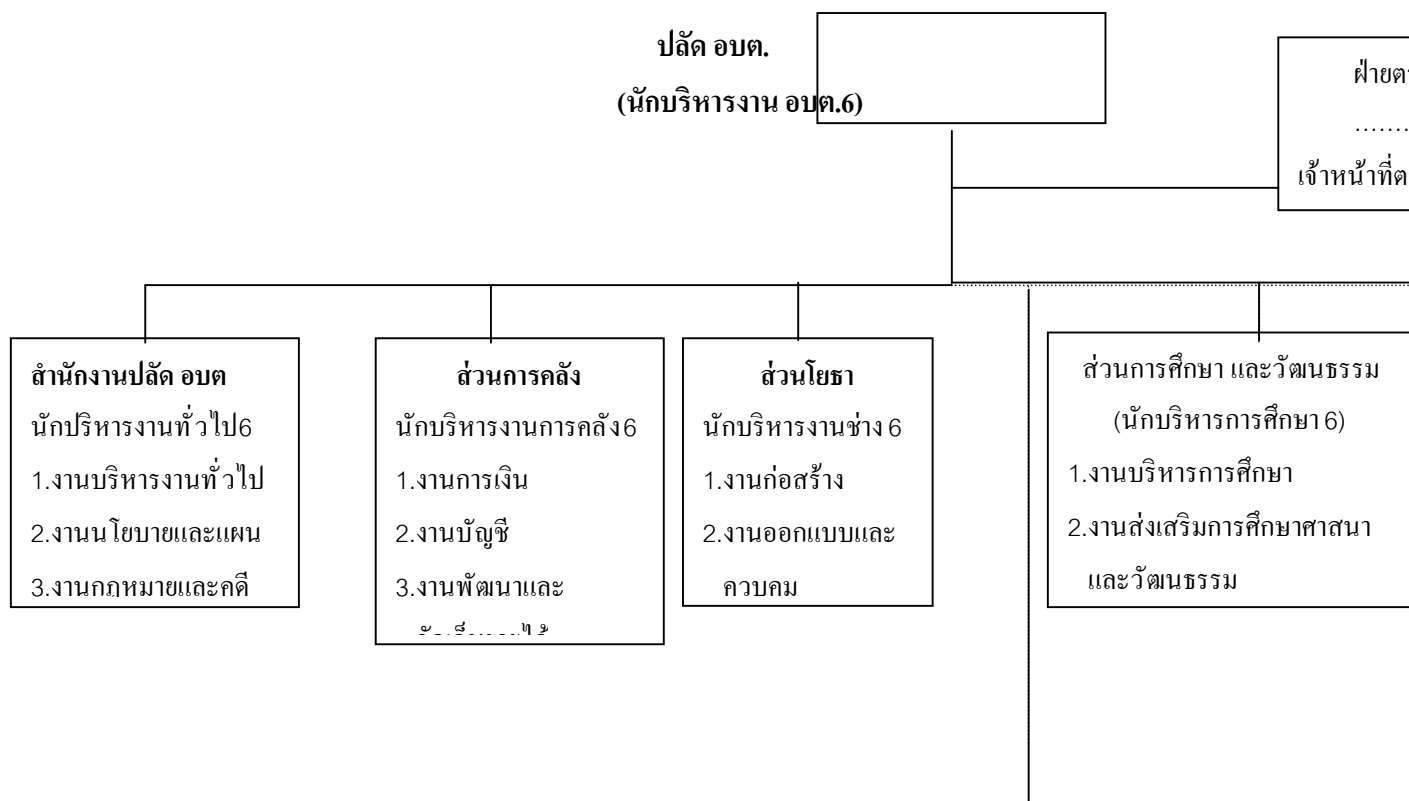 ปลัด อบต.
(นักบริหารงาน อบต.6)
ฝ่ายตร
.......
เจ้าหน้าที่ต
สำนักงานปลัด อบต
นักปริหารงานทั่วไป6
1.งานบริหารงานทั่วไป
2.งานนโยบายและแผน
3.งานกฎหมายและคดี
ส่วนการคลัง
นักบริหารงานการคลัง6
1.งานการเงิน
2.งานบัญชี
3.งานพัฒนาและ
ส่วนโยธา
นักบริหารงานช่าง 6
1.งานก่อสร้าง
2.งานออกแบบและ
ควบคม
ส่วนการศึกษา และวัฒนธรรม
(นักบริหารการศึกษา 6)
1.งานบริหารการศึกษา
2.งานส่งเสริมการศึกษาศาสนา
และวัฒนธรรม